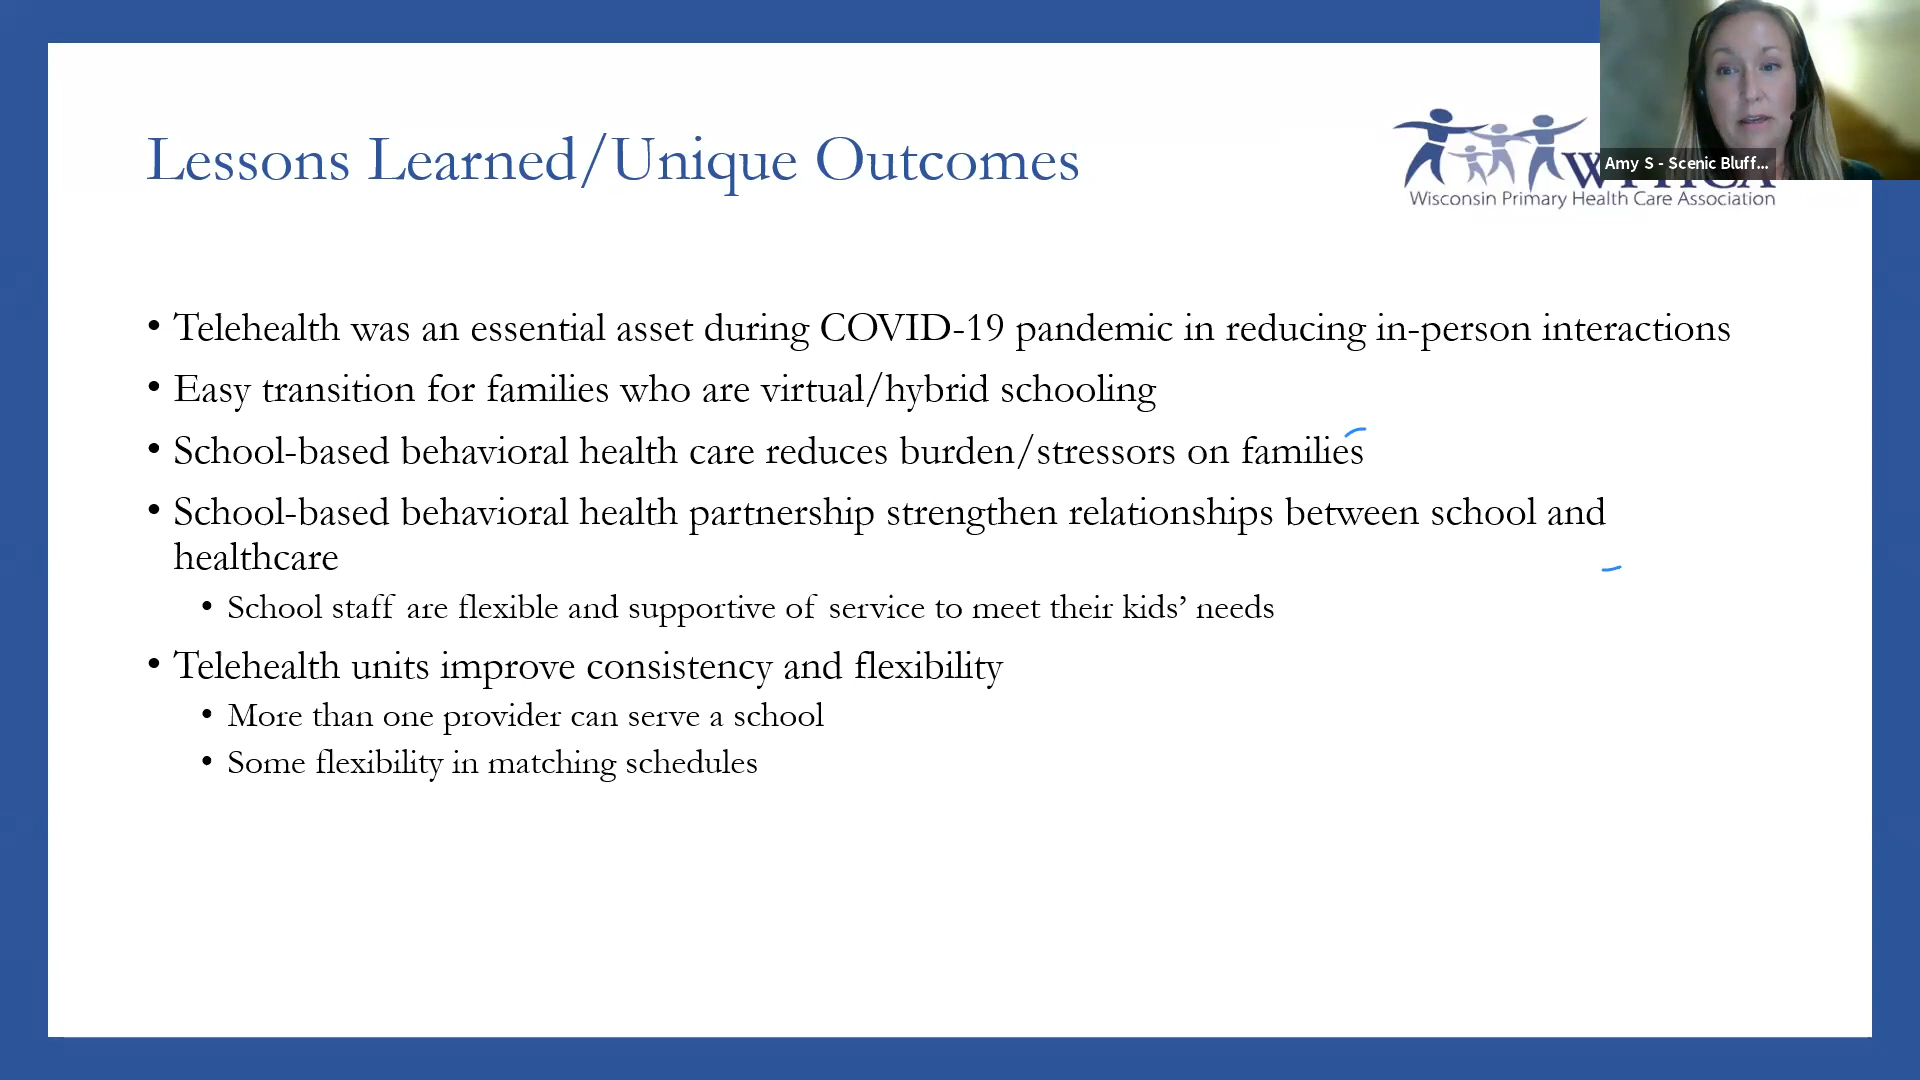 Lessons Learned/Unique Outcomes
Amy S - Scenic Bluff...
Wisconsin Primary Health Care Association
• Telehealth was an essential asset during COVID-19 pandemic in reducing in-person interactions
• Easy transition for families who are virtual/hybrid schooling
• School-based behavioral health care reduces burden/stressors on families
• School-based behavioral health partnership strengthen relationships between school and
healthcare
• School staff are flexible and supportive of service to meet their kids’ needs
• Telehealth units improve consistency and flexibility
• More than one provider can serve a school
• Some flexibility in matching schedules